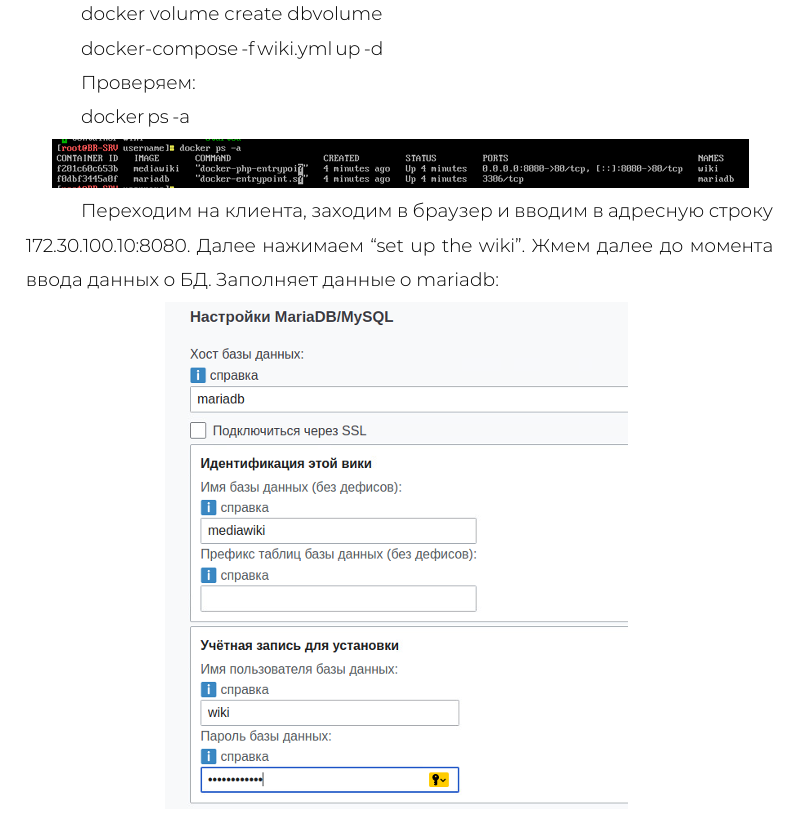 docker volume create dbvolume
docker-compose -f wiki.yml up -d
Проверяем:
docker ps -a
[root@BR-SRV username]# docker ps -a
CONTAINER ID IMAGE COMMAND CREATED STATUS PORTS NAMES
f201c60c653b mediawiki "docker-php-entrypoi?" 4 minutes ago Up 4 minutes 0.0.0.0:8080->80/tcp, [::]:8080->80/tcp wiki
f0dbf3445a0f mariadb "docker-entrypoint.s?" 4 minutes ago Up 4 minutes 3306/tcp mariadb
Переходим на клиента, заходим в браузер и вводим в адресную строку
172.30.100.10:8080. Далее нажимаем “set up the wiki”. Жмем далее до момента
ввода данных о БД. Заполняет данные о mariadb:
Настройки MariaDB/MySQL
Хост базы данных:
i справка
mariadb
Подключиться через SSL
Идентификация этой вики
Имя базы данных (без дефисов):
i справка
mediawiki
Префикс таблиц базы данных (без дефисов):
i справка
Учётная запись для установки
Имя пользователя базы данных:
i справка
wiki
Пароль базы данных:
i справка
••••••••••••